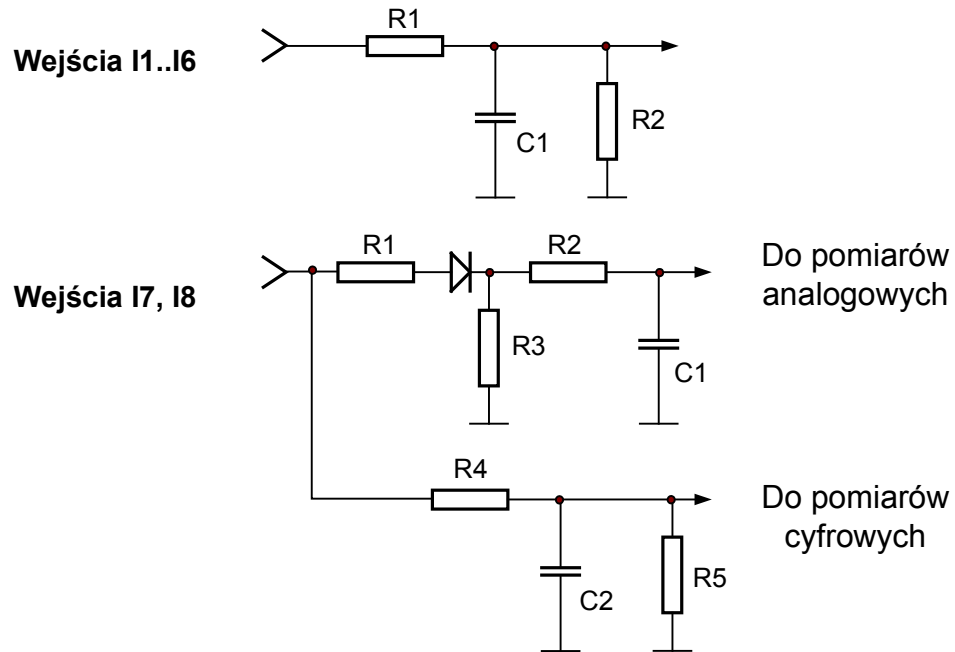 R1
Wejścia I1..I6
C1
R2
R1
R2
Do pomiarów
analogowych
Wejścia I7, I8
R3
C1
R4
Do pomiarów
cyfrowych
C2
R5